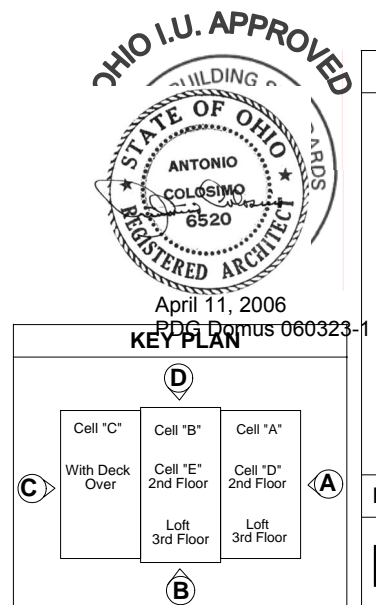 OHIO I.U. APPROVED
BUILDING S
ARDS
STATE OF OHIO
ANTONIO
COLOSIMO
6520
REGISTERED ARCHITECT
April 11, 2006
PDG Domus 060323-1
KEY PLAN
D
Cell "C"
Cell "B"
Cell "A"
With Deck
Over
Cell "E"
2nd Floor
Cell "D"
2nd Floor
C
A
Loft
3rd Floor
Loft
3rd Floor
B